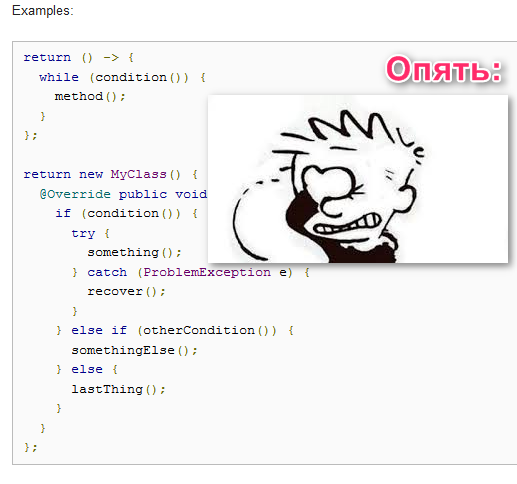 Examples:
Опять:
return () -> {
  while (condition()) {
    method();
  }
};
return new MyClass() {
  @Override public void
    if (condition()) {
      try {
        something();
      } catch (ProblemException e) {
        recover();
      }
    } else if (otherCondition()) {
      somethingElse();
    } else {
      lastThing();
    }
  }
};